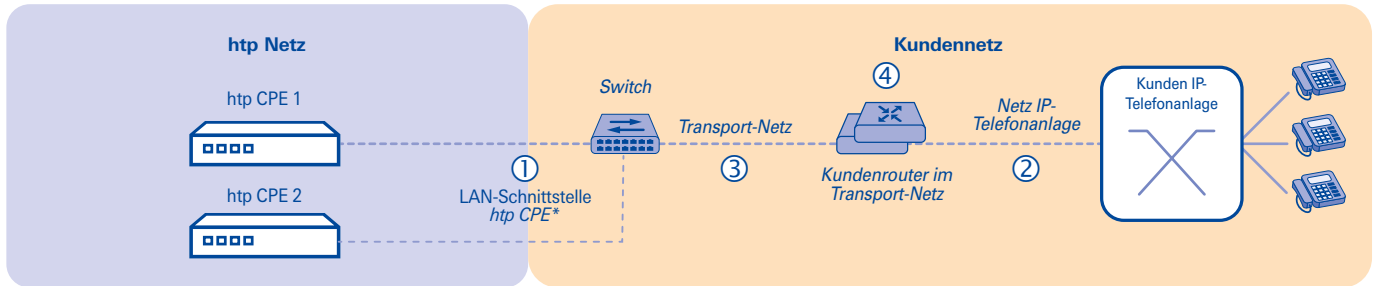 htp Netz
Kundennetz
htp CPE 1
htp CPE 2
①
LAN-Schnittstelle
htp CPE*
Switch
Transport-Netz
③
④
Kundenrouter im
Transport-Netz
Netz IP-
Telefonanlage
②
Kunden IP-
Telefonanlage